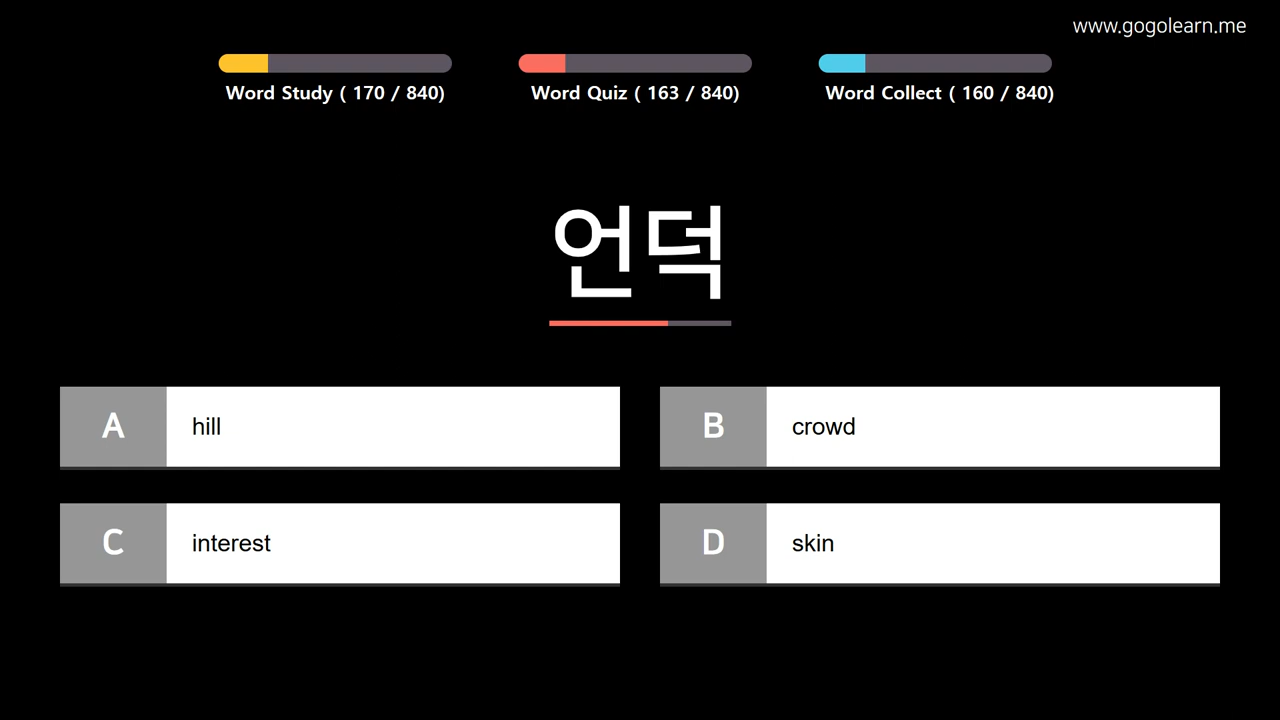 www.gogolearn.me
Word Study ( 170 / 840)
Word Quiz ( 163 / 840)
Word Collect ( 160 / 840)
언덕
A hill
B crowd
C interest
D skin